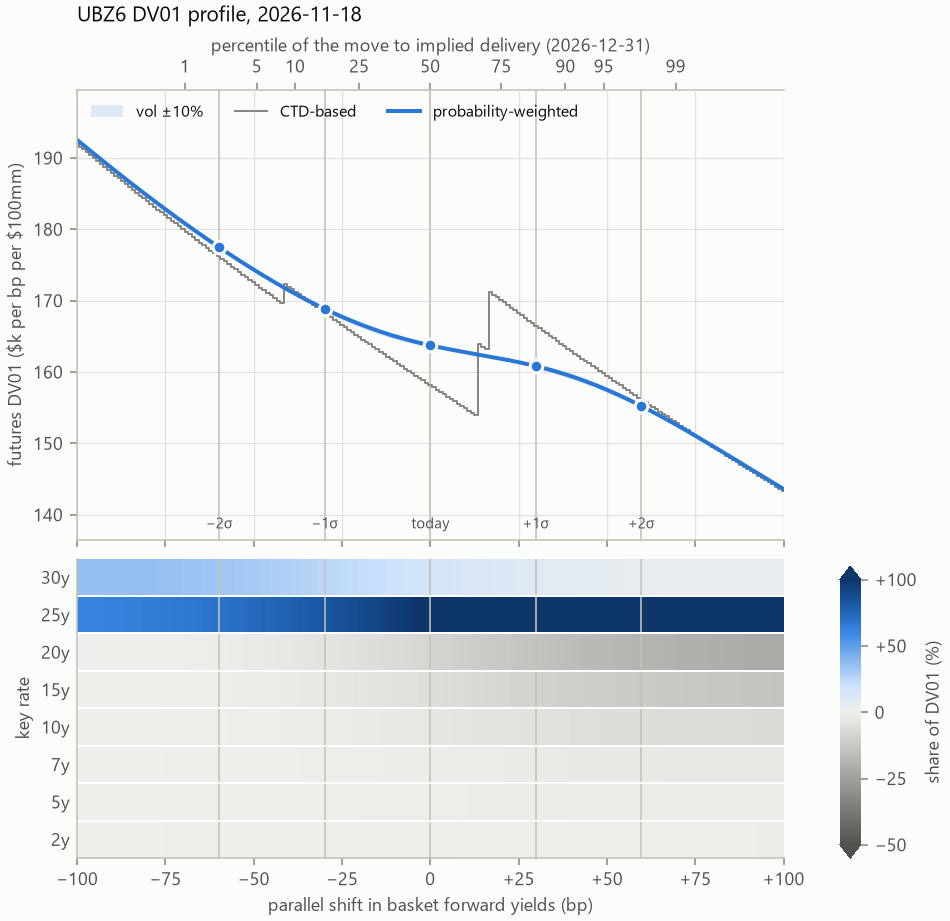 UBZ6 DV01 profile, 2026-11-18
percentile of the move to implied delivery (2026-12-31)
1 5 10 25 50 75 90 95 99
vol ±10% CTD-based probability-weighted
futures DV01 ($k per bp per $100mm)
190
180
170
160
150
140
−2σ −1σ today +1σ +2σ
key rate
30y
25y
20y
15y
10y
7y
5y
2y
−100 −75 −50 −25 0 +25 +50 +75 +100
parallel shift in basket forward yields (bp)
+100
+50
0
−25
−50
share of DV01 (%)